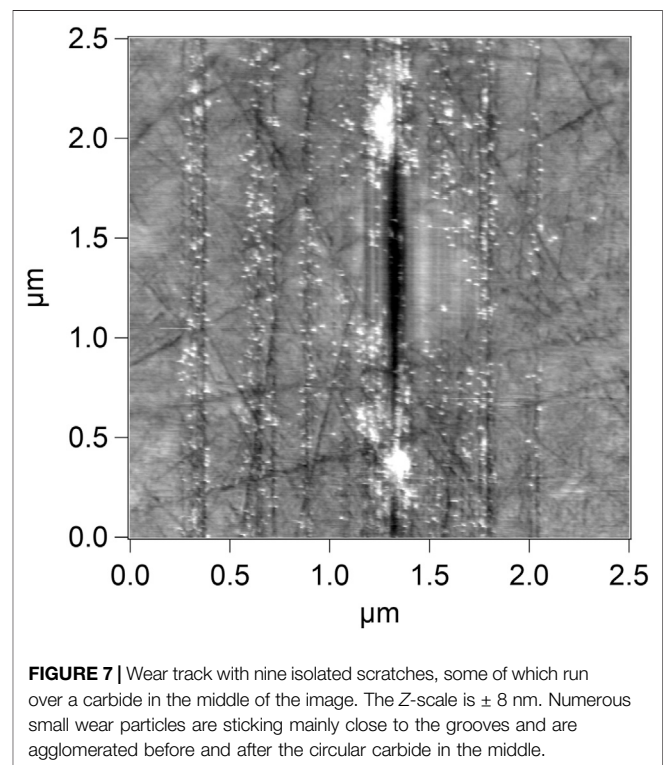 2.5
2.0
1.5
1.0
0.5
0.0
µm
0.0 0.5 1.0 1.5 2.0 2.5
µm
FIGURE 7 | Wear track with nine isolated scratches, some of which run
over a carbide in the middle of the image. The Z-scale is ± 8 nm. Numerous
small wear particles are sticking mainly close to the grooves and are
agglomerated before and after the circular carbide in the middle.